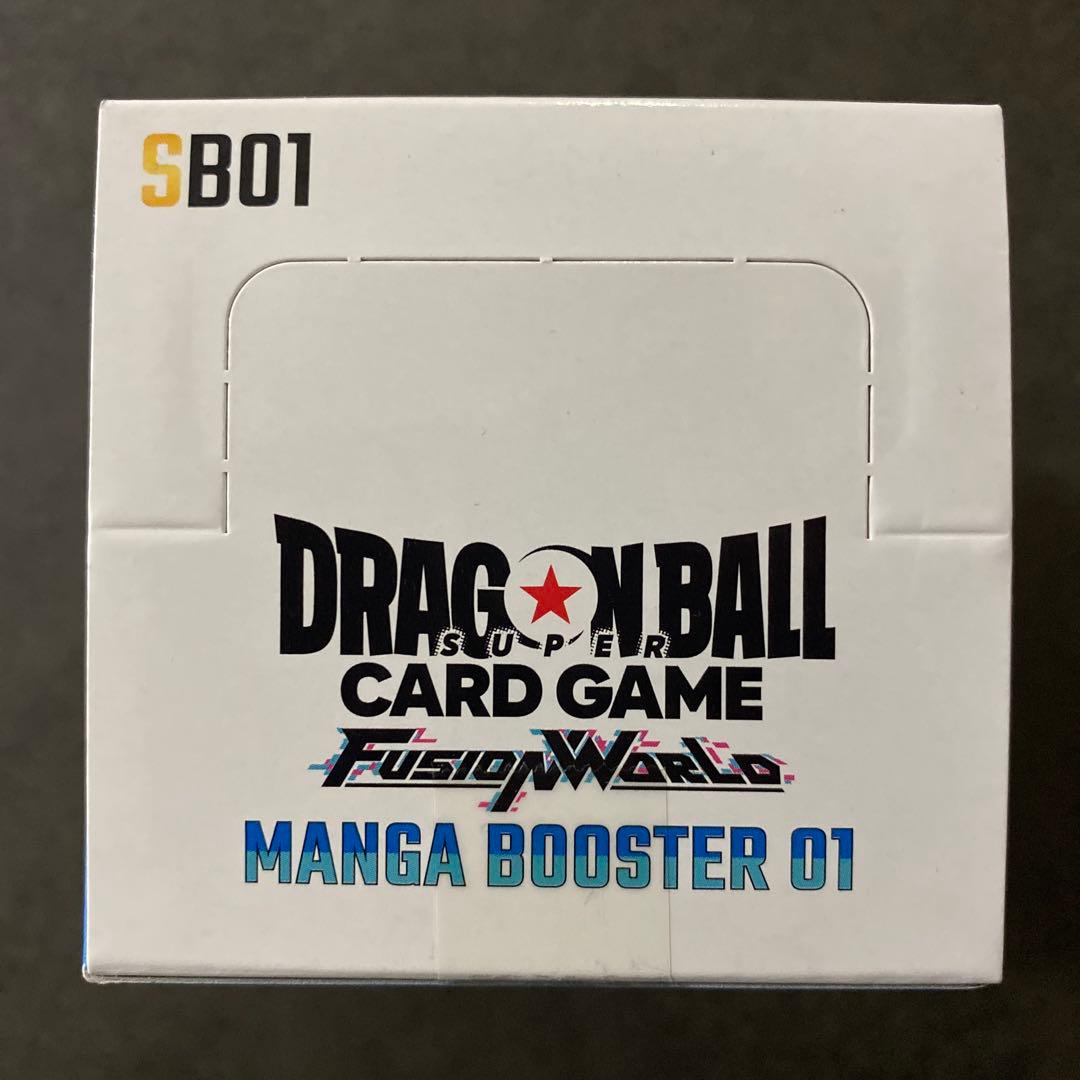 SB01
DRAGON BALL
SUPER
CARD GAME
FUSION WORLD
MANGA BOOSTER 01